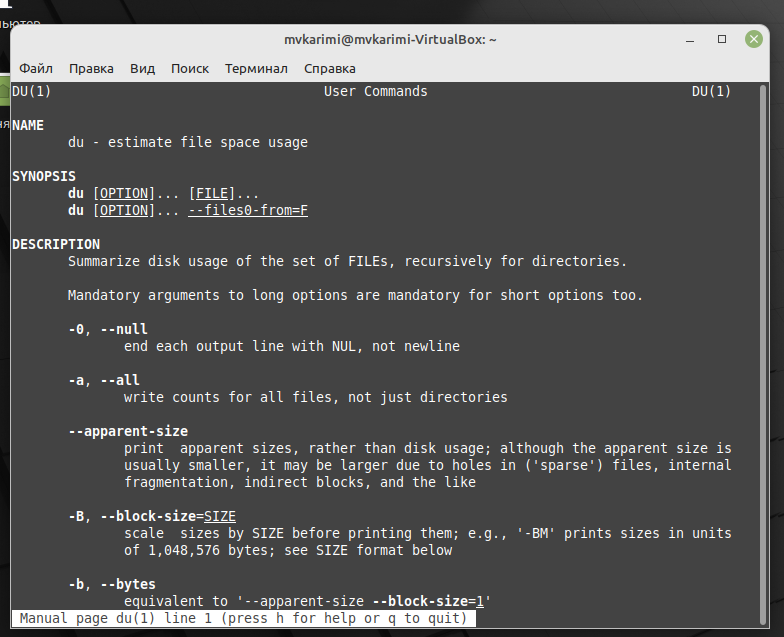 mvkarimi@mvkarimi-VirtualBox: ~
Файл Правка Вид Поиск Терминал Справка
DU(1) User Commands DU(1)
NAME
du - estimate file space usage
SYNOPSIS
du [OPTION]... [FILE]...
du [OPTION]... --files0-from=F
DESCRIPTION
Summarize disk usage of the set of FILEs, recursively for directories.
Mandatory arguments to long options are mandatory for short options too.
-0, --null
end each output line with NUL, not newline
-a, --all
write counts for all files, not just directories
--apparent-size
print  apparent sizes, rather than disk usage; although the apparent size is
usually smaller, it may be larger due to holes in ('sparse') files, internal
fragmentation, indirect blocks, and the like
-B, --block-size=SIZE
scale  sizes by SIZE before printing them; e.g., '-BM' prints sizes in units
of 1,048,576 bytes; see SIZE format below
-b, --bytes
equivalent to '--apparent-size --block-size=1'
Manual page du(1) line 1 (press h for help or q to quit)